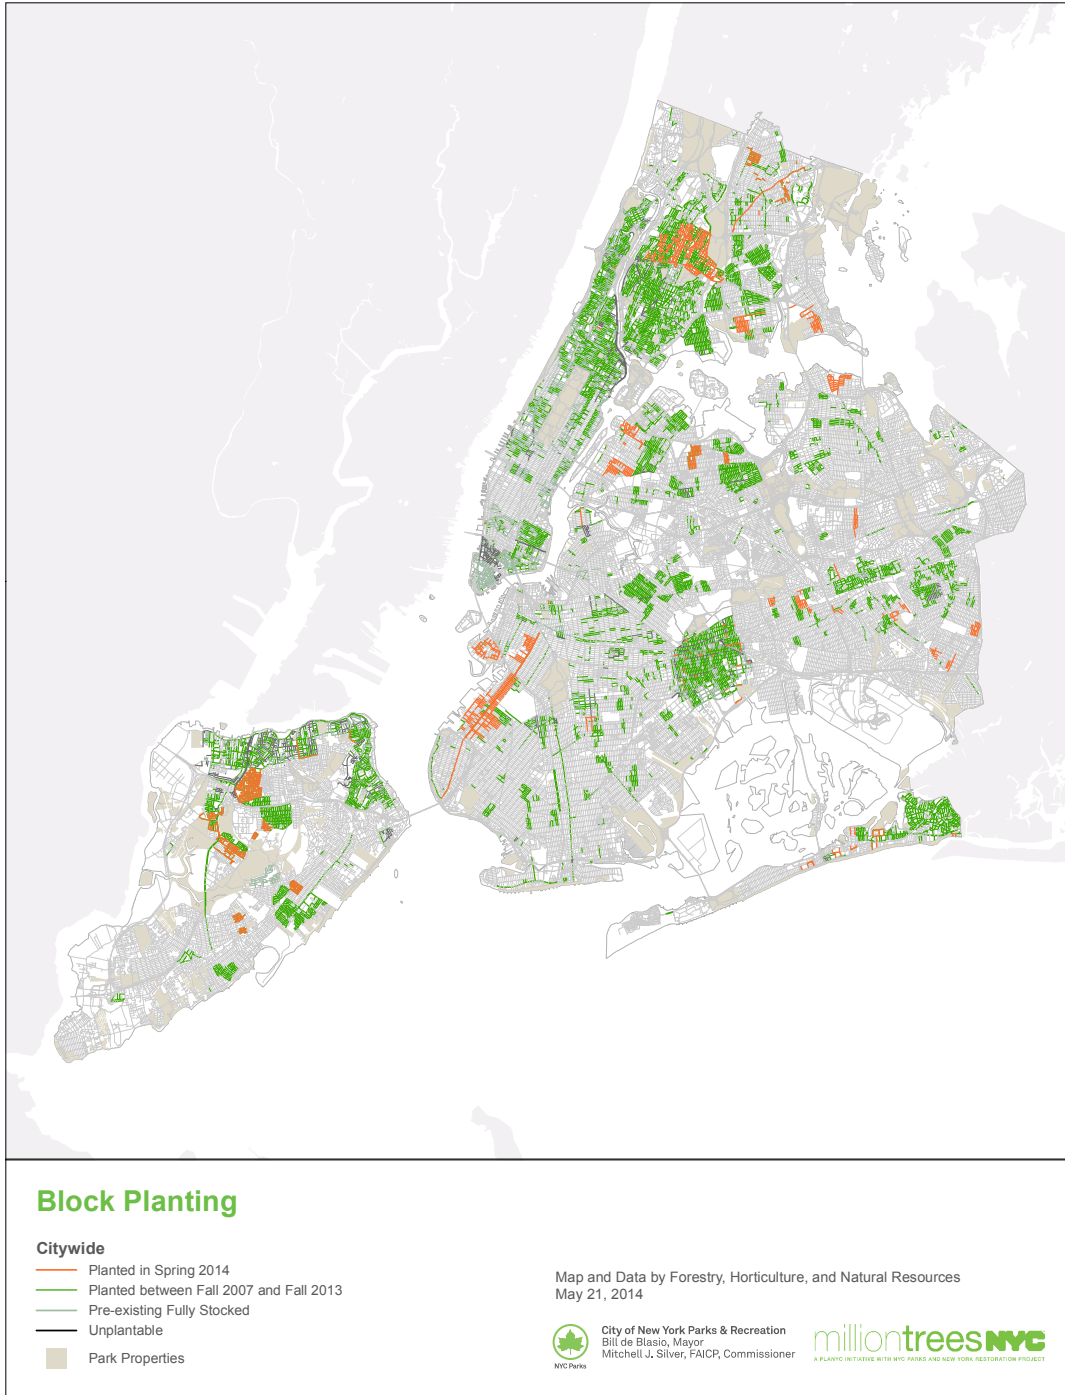 Block Planting
Citywide
Planted in Spring 2014
Planted between Fall 2007 and Fall 2013
Pre-existing Fully Stocked
Unplantable
Park Properties
Map and Data by Forestry, Horticulture, and Natural Resources
May 21, 2014
NYC Parks
City of New York Parks & Recreation
Bill de Blasio, Mayor
Mitchell J. Silver, FAICP, Commissioner
milliontreesNYC
A PLANYC INITIATIVE WITH NYC PARKS AND NEW YORK RESTORATION PROJECT